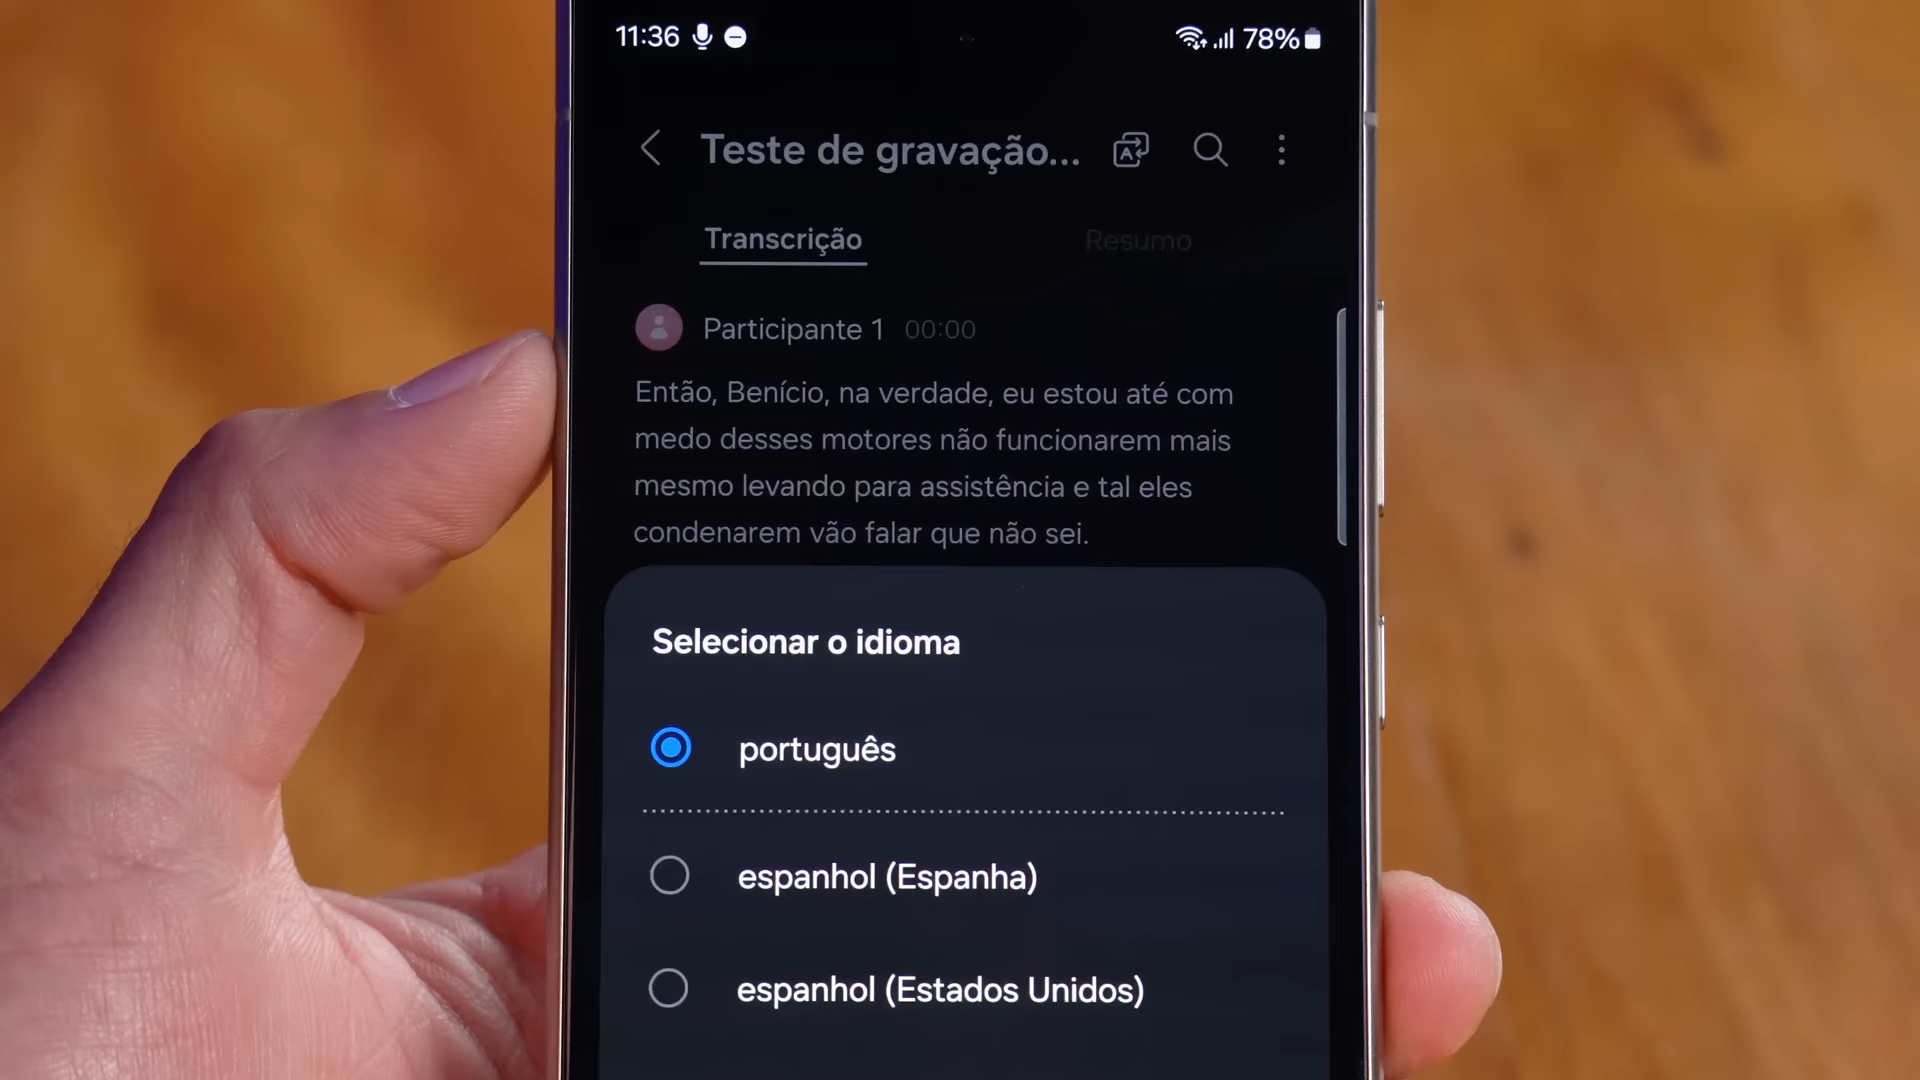 11:36 78%
Teste de gravação...
Transcrição Resumo
Participante 1 00:00
Então, Benício, na verdade, eu estou até com
medo desses motores não funcionarem mais
mesmo levando para assistência e tal eles
condenarem vão falar que não sei.
Selecionar o idioma
português
espanhol (Espanha)
espanhol (Estados Unidos)